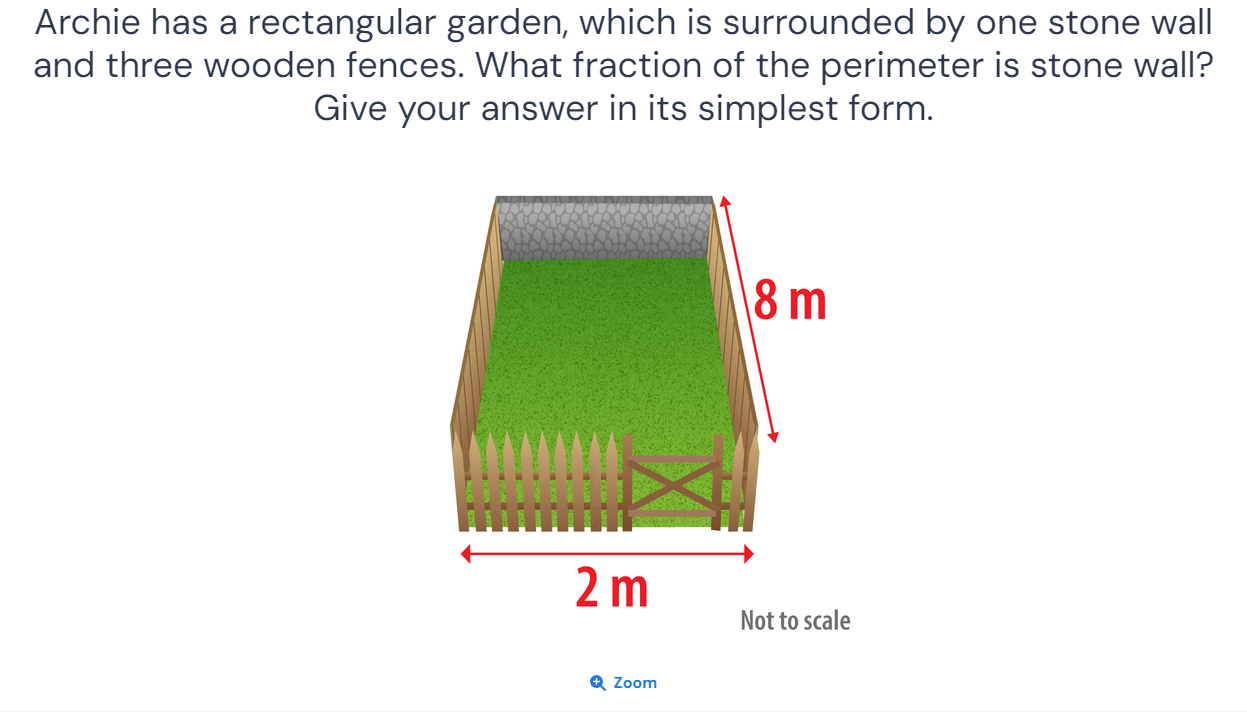 Archie has a rectangular garden, which is surrounded by one stone wall
and three wooden fences. What fraction of the perimeter is stone wall?
Give your answer in its simplest form.
8 m
2 m
Not to scale
Zoom